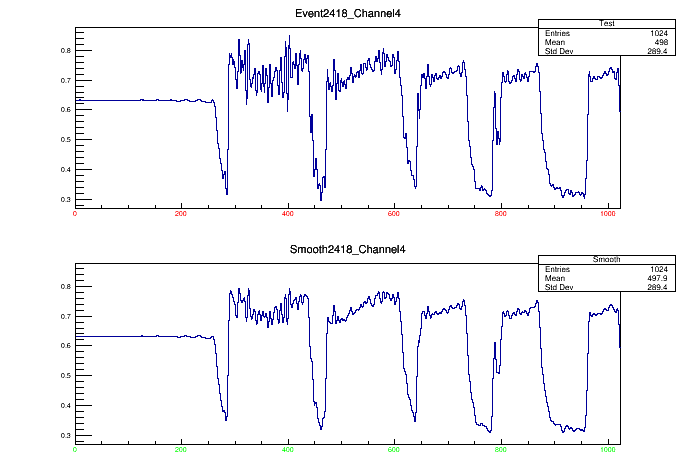 Event2418_Channel4
Test
Entries 1024
Mean 498
Std Dev 289.4
0.8
0.7
0.6
0.5
0.4
0.3
0 200 400 600 800 1000
Smooth2418_Channel4
Smooth
Entries 1024
Mean 497.9
Std Dev 289.4
0.8
0.7
0.6
0.5
0.4
0.3
0 200 400 600 800 1000